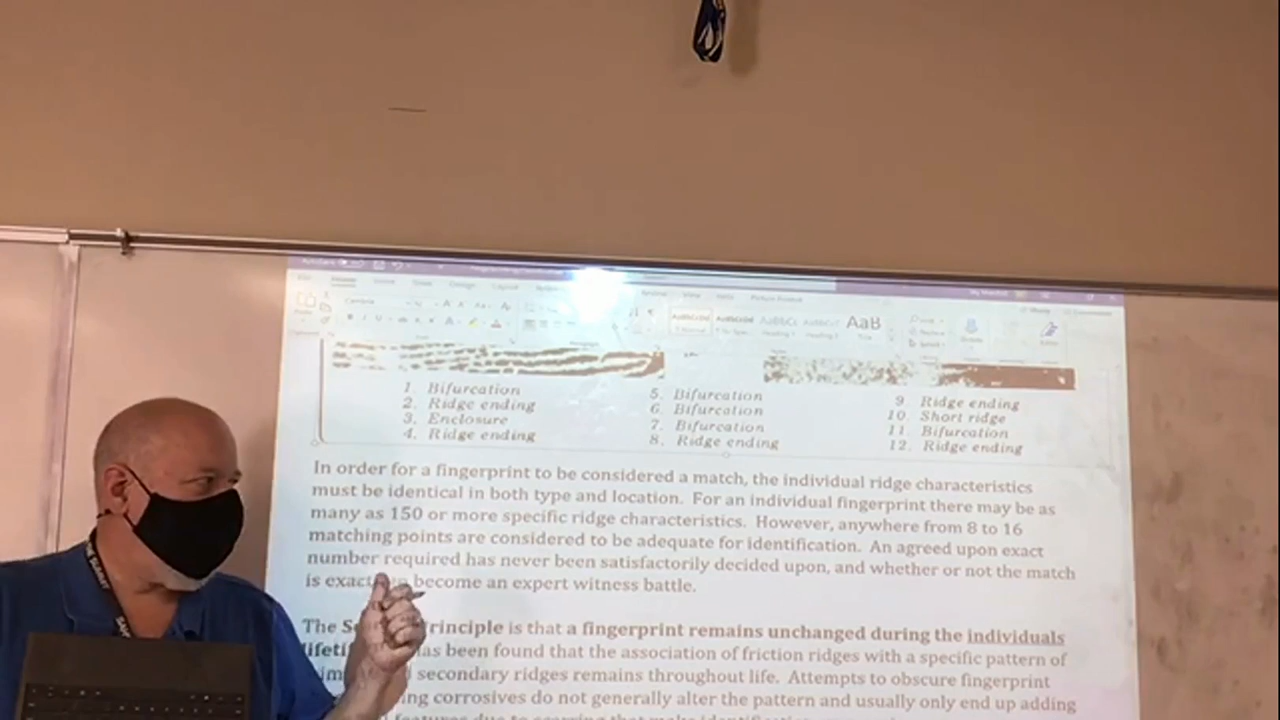 Picture Format
AaB
1. Bifurcation
2. Ridge ending
3. Enclosure
4. Ridge ending
5. Bifurcation
6. Bifurcation
7. Bifurcation
8. Ridge ending
9. Ridge ending
10. Short ridge
11. Bifurcation
12. Ridge ending
In order for a fingerprint to be considered a match, the individual ridge characteristics
must be identical in both type and location. For an individual fingerprint there may be as
many as 150 or more specific ridge characteristics. However, anywhere from 8 to 16
matching points are considered to be adequate for identification. An agreed upon exact
number required has never been satisfactorily decided upon, and whether or not the match
is become an expert witness battle.
The is that a fingerprint remains unchanged during the individuals
been found that the association of friction ridges with a specific pattern of
secondary ridges remains throughout life. Attempts to obscure fingerprint
corrosives do not generally alter the pattern and usually only end up adding